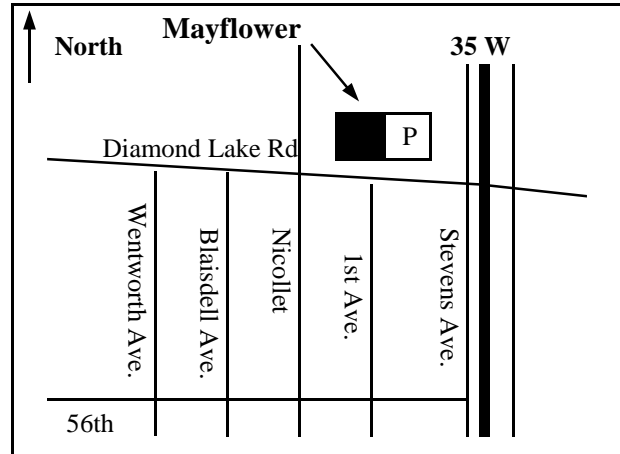 Mayflower
North
35 W
P
Diamond Lake Rd
Wentworth Ave.
Blaisdell Ave.
Nicollet
1st Ave.
Stevens Ave.
56th